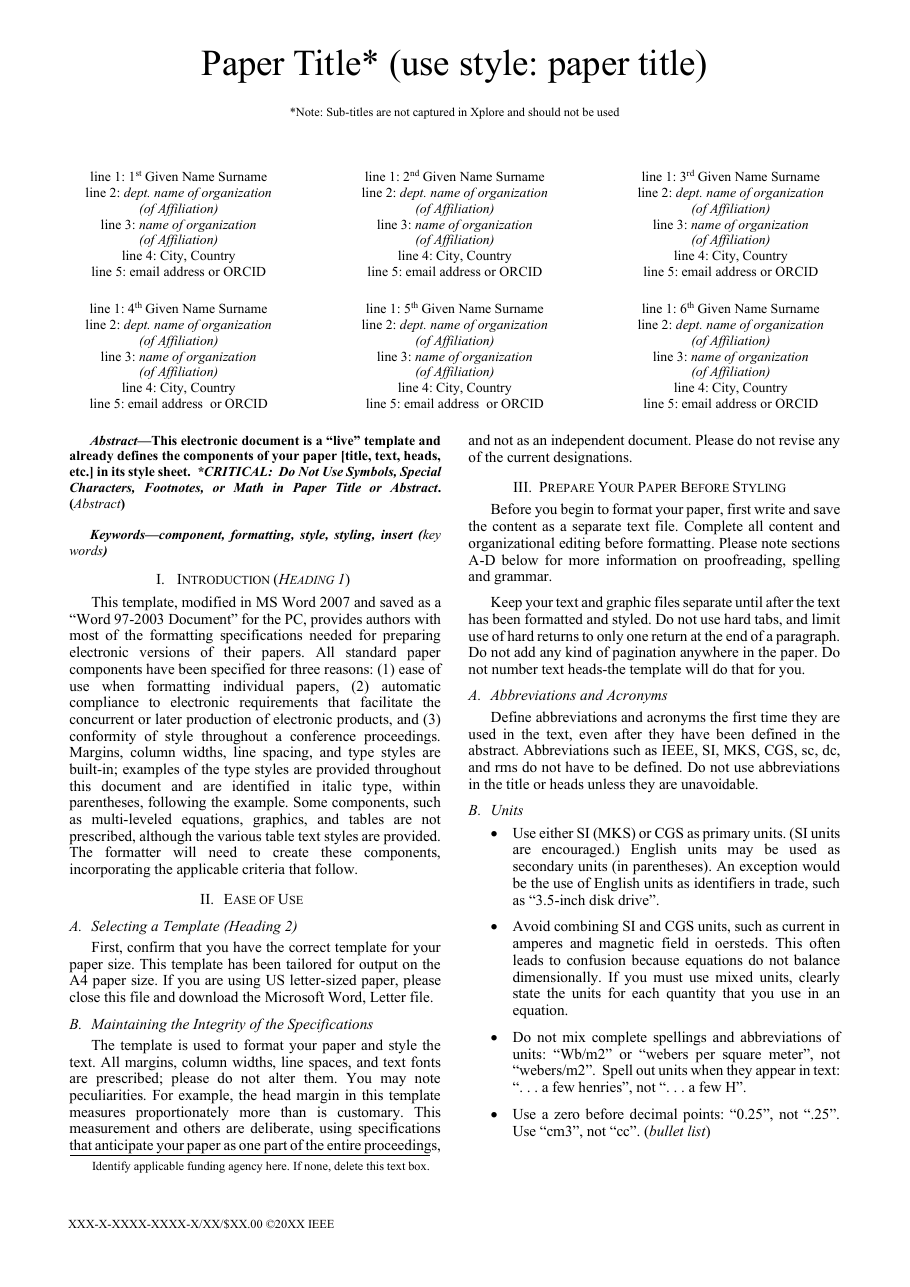 Paper Title* (use style: paper title)
*Note: Sub-titles are not captured in Xplore and should not be used
line 1: 1st Given Name Surname
line 2: dept. name of organization
(of Affiliation)
line 3: name of organization
(of Affiliation)
line 4: City, Country
line 5: email address or ORCID
line 1: 2nd Given Name Surname
line 2: dept. name of organization
(of Affiliation)
line 3: name of organization
(of Affiliation)
line 4: City, Country
line 5: email address or ORCID
line 1: 3rd Given Name Surname
line 2: dept. name of organization
(of Affiliation)
line 3: name of organization
(of Affiliation)
line 4: City, Country
line 5: email address or ORCID
line 1: 4th Given Name Surname
line 2: dept. name of organization
(of Affiliation)
line 3: name of organization
(of Affiliation)
line 4: City, Country
line 5: email address  or ORCID
line 1: 5th Given Name Surname
line 2: dept. name of organization
(of Affiliation)
line 3: name of organization
(of Affiliation)
line 4: City, Country
line 5: email address  or ORCID
line 1: 6th Given Name Surname
line 2: dept. name of organization
(of Affiliation)
line 3: name of organization
(of Affiliation)
line 4: City, Country
line 5: email address or ORCID
Abstract—This electronic document is a “live” template and
already defines the components of your paper [title, text, heads,
etc.] in its style sheet.  *CRITICAL:  Do Not Use Symbols, Special
Characters, Footnotes, or Math in Paper Title or Abstract.
(Abstract)
Keywords—component, formatting, style, styling, insert (key
words)
I. INTRODUCTION (HEADING 1)
This template, modified in MS Word 2007 and saved as a
“Word 97-2003 Document” for the PC, provides authors with
most of the formatting specifications needed for preparing
electronic versions of their papers. All standard paper
components have been specified for three reasons: (1) ease of
use when formatting individual papers, (2) automatic
compliance to electronic requirements that facilitate the
concurrent or later production of electronic products, and (3)
conformity of style throughout a conference proceedings.
Margins, column widths, line spacing, and type styles are
built-in; examples of the type styles are provided throughout
this document and are identified in italic type, within
parentheses, following the example. Some components, such
as multi-leveled equations, graphics, and tables are not
prescribed, although the various table text styles are provided.
The formatter will need to create these components,
incorporating the applicable criteria that follow.
II. EASE OF USE
A. Selecting a Template (Heading 2)
First, confirm that you have the correct template for your
paper size. This template has been tailored for output on the
A4 paper size. If you are using US letter-sized paper, please
close this file and download the Microsoft Word, Letter file.
B. Maintaining the Integrity of the Specifications
The template is used to format your paper and style the
text. All margins, column widths, line spaces, and text fonts
are prescribed; please do not alter them. You may note
peculiarities. For example, the head margin in this template
measures proportionately more than is customary. This
measurement and others are deliberate, using specifications
that anticipate your paper as one part of the entire proceedings,
Identify applicable funding agency here. If none, delete this text box.
and not as an independent document. Please do not revise any
of the current designations.
III. PREPARE YOUR PAPER BEFORE STYLING
Before you begin to format your paper, first write and save
the content as a separate text file. Complete all content and
organizational editing before formatting. Please note sections
A-D below for more information on proofreading, spelling
and grammar.
Keep your text and graphic files separate until after the text
has been formatted and styled. Do not use hard tabs, and limit
use of hard returns to only one return at the end of a paragraph.
Do not add any kind of pagination anywhere in the paper. Do
not number text heads-the template will do that for you.
A. Abbreviations and Acronyms
Define abbreviations and acronyms the first time they are
used in the text, even after they have been defined in the
abstract. Abbreviations such as IEEE, SI, MKS, CGS, sc, dc,
and rms do not have to be defined. Do not use abbreviations
in the title or heads unless they are unavoidable.
B. Units
• Use either SI (MKS) or CGS as primary units. (SI units
are encouraged.) English units may be used as
secondary units (in parentheses). An exception would
be the use of English units as identifiers in trade, such
as “3.5-inch disk drive”.
• Avoid combining SI and CGS units, such as current in
amperes and magnetic field in oersteds. This often
leads to confusion because equations do not balance
dimensionally. If you must use mixed units, clearly
state the units for each quantity that you use in an
equation.
• Do not mix complete spellings and abbreviations of
units: “Wb/m2” or “webers per square meter”, not
“webers/m2”.  Spell out units when they appear in text:
“. . . a few henries”, not “. . . a few H”.
• Use a zero before decimal points: “0.25”, not “.25”.
Use “cm3”, not “cc”. (bullet list)
XXX-X-XXXX-XXXX-X/XX/$XX.00 ©20XX IEEE